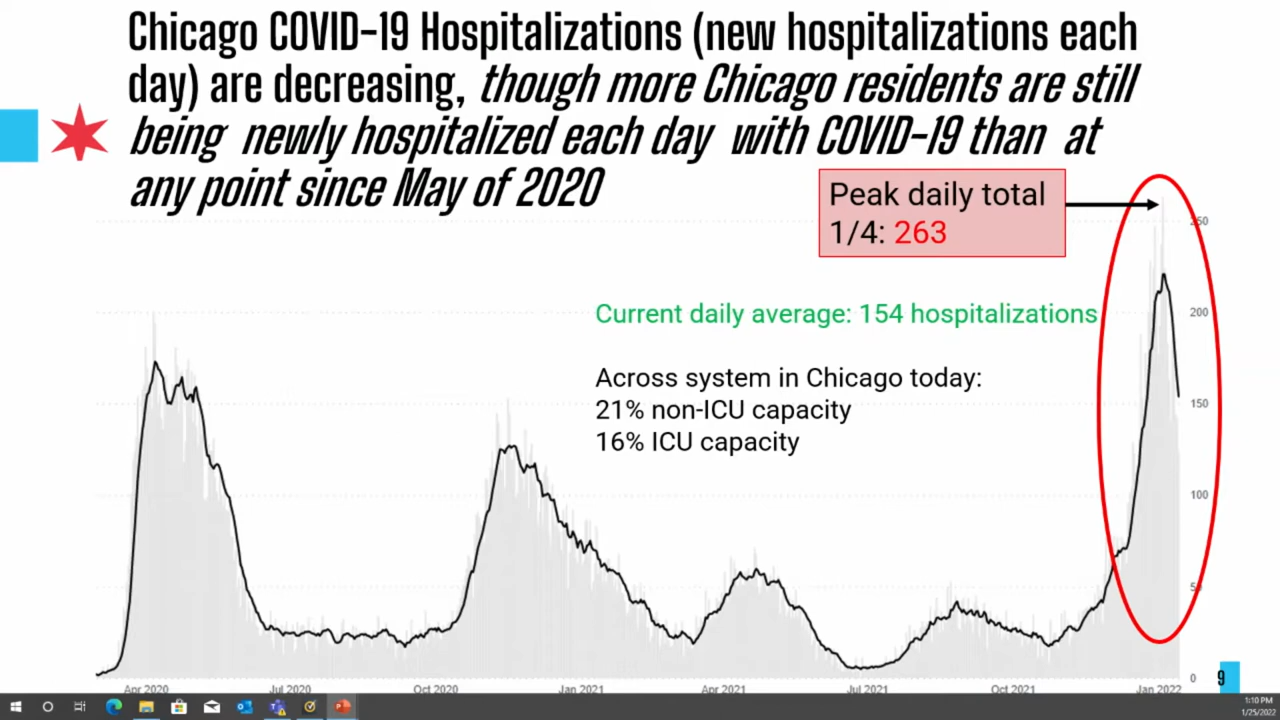 Chicago COVID-19 Hospitalizations (new hospitalizations each
day) are decreasing, though more Chicago residents are still
being newly hospitalized each day with COVID-19 than at
any point since May of 2020
Peak daily total
1/4: 263
250
Current daily average: 154 hospitalizations
200
Across system in Chicago today:
21% non-ICU capacity
16% ICU capacity
150
100
50
0
9
Apr 2020 Jul 2020 Oct 2020 Jan 2021 Apr 2021 Jul 2021 Oct 2021 Jan 2022
1:10 PM
1/25/2022